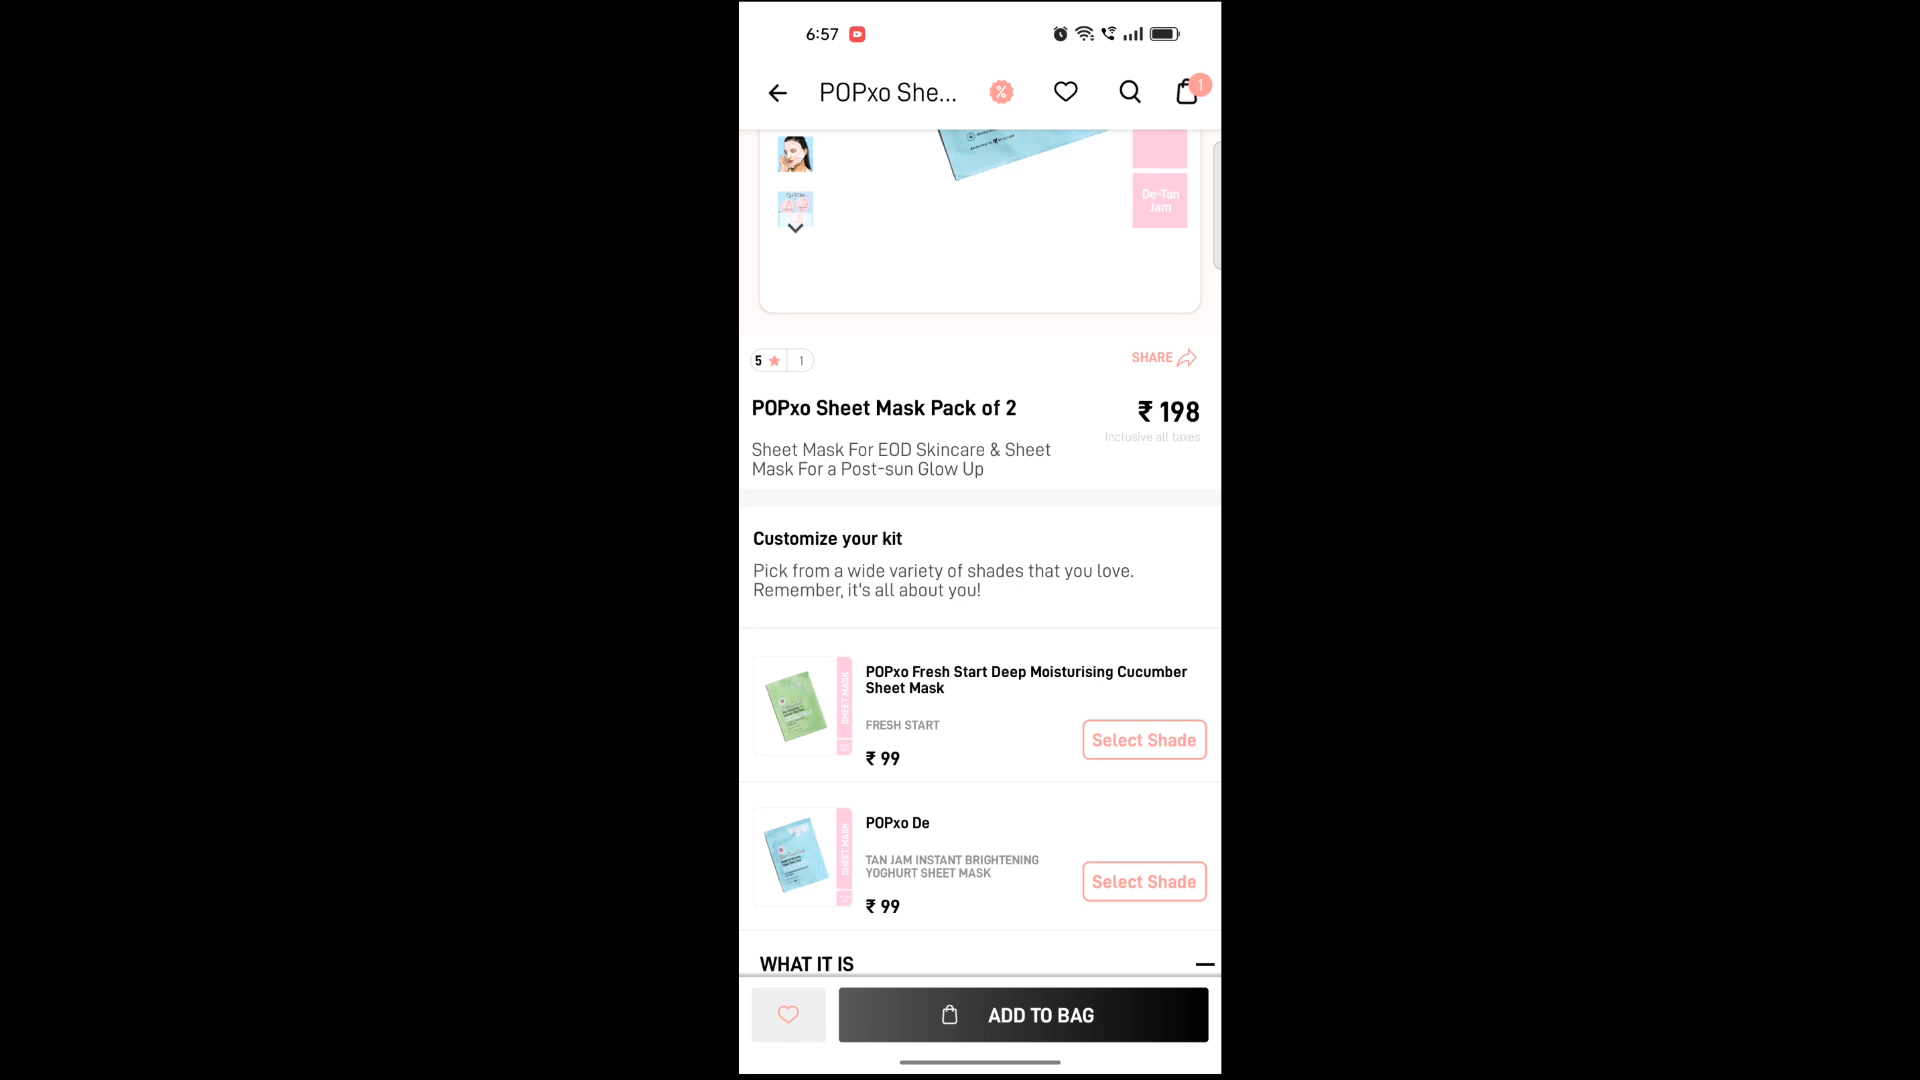 6:57
POPxo She... % 1
De-Tan
Jam
5 1
SHARE
POPxo Sheet Mask Pack of 2
₹ 198
Inclusive all taxes
Sheet Mask For EOD Skincare & Sheet
Mask For a Post-sun Glow Up
Customize your kit
Pick from a wide variety of shades that you love.
Remember, it's all about you!
SHEET MASK
POPxo Fresh Start Deep Moisturising Cucumber
Sheet Mask
FRESH START
Select Shade
₹ 99
SHEET MASK
POPxo De
TAN JAM INSTANT BRIGHTENING
YOGHURT SHEET MASK
Select Shade
₹ 99
WHAT IT IS
ADD TO BAG